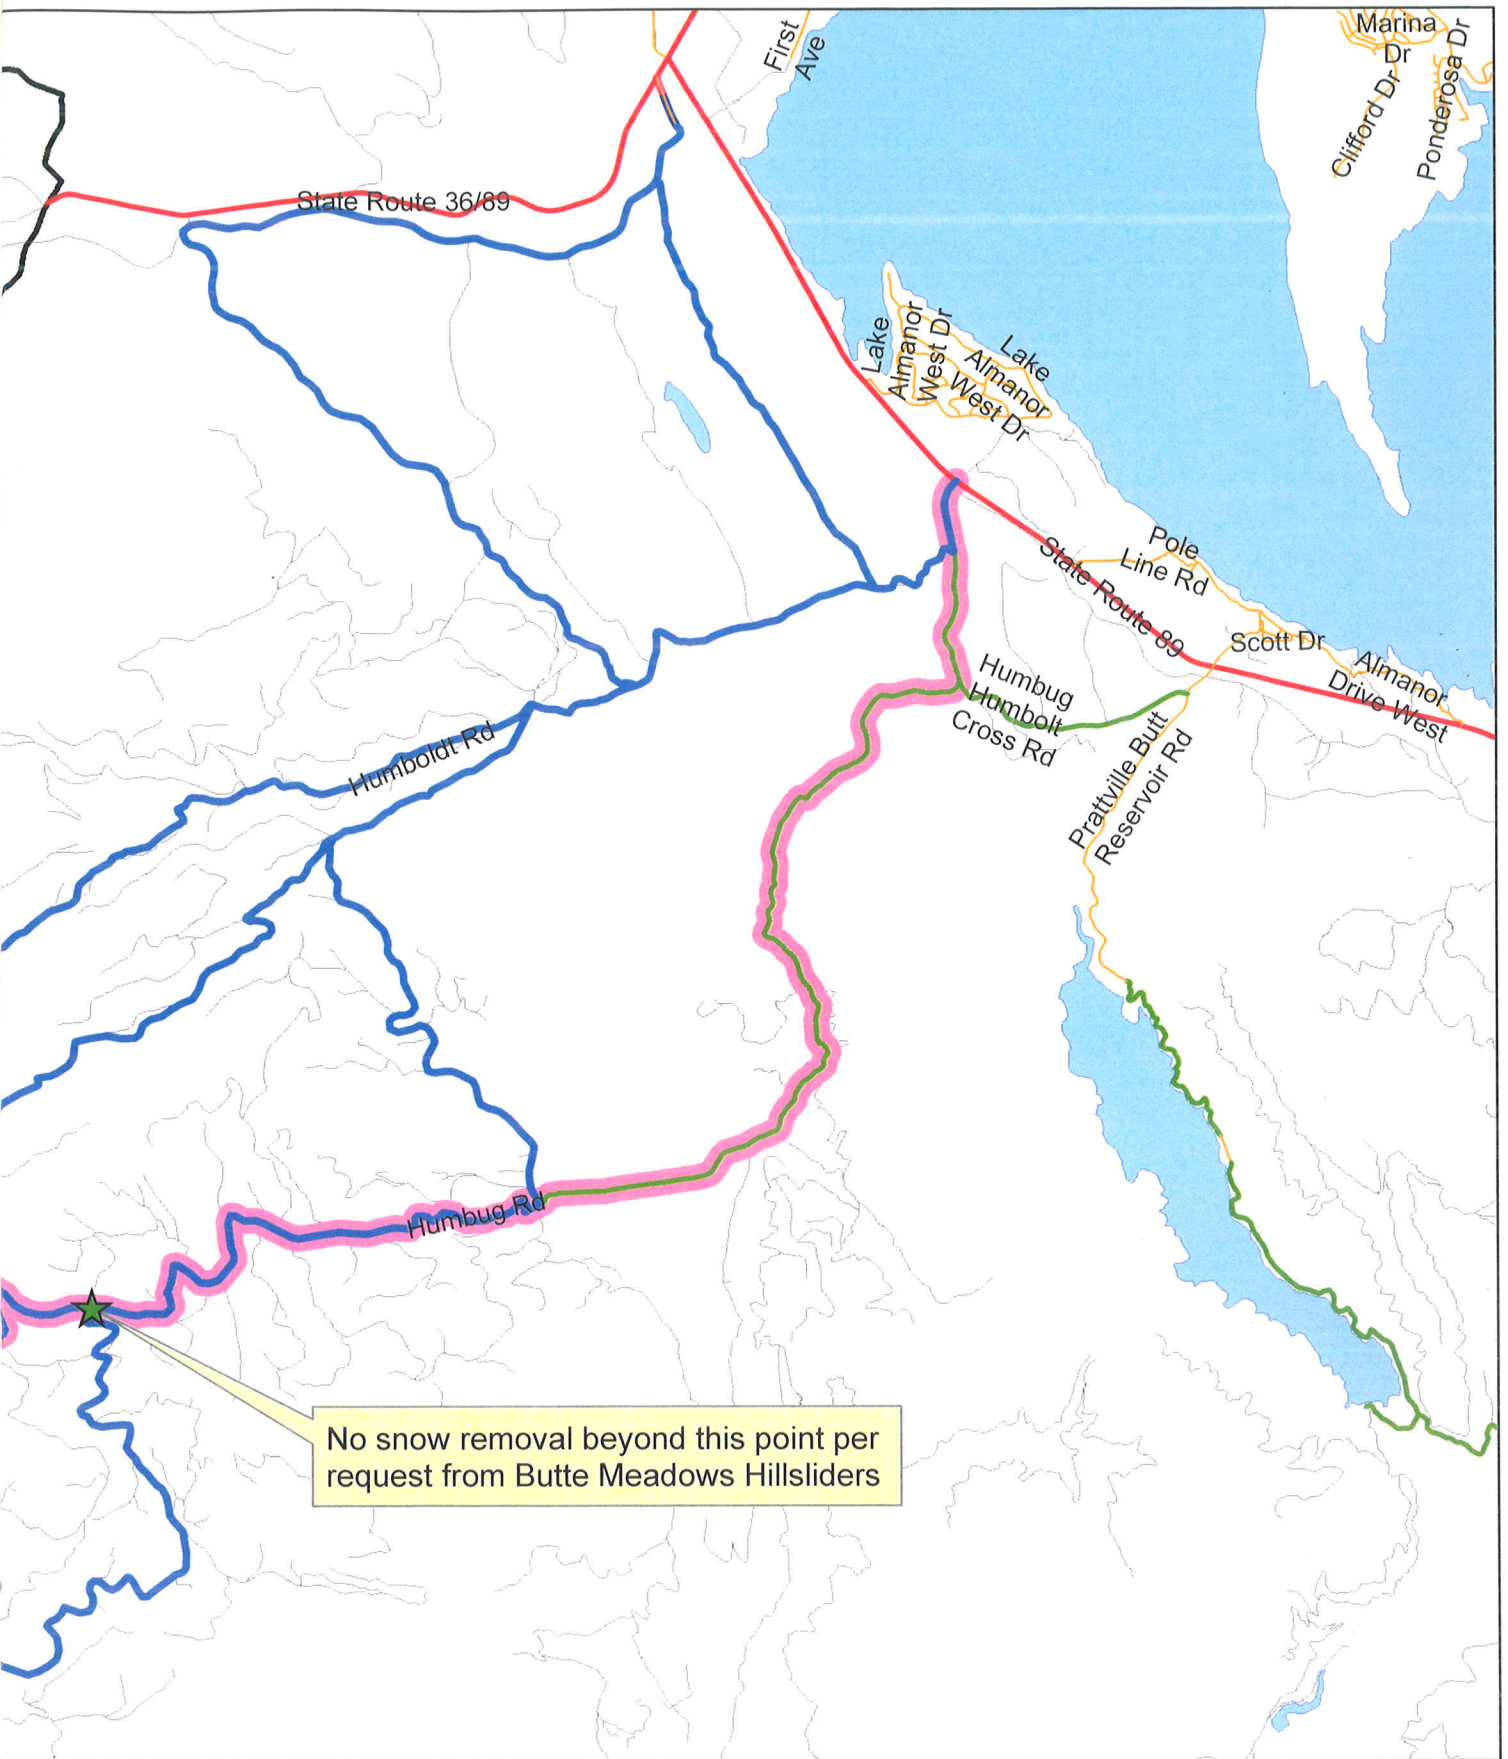 First
Ave
Marina
Dr
Clifford Dr
Ponderosa Dr
State Route 36/89
Lake
Almanor
West Dr
Lake
Almanor
West Dr
Pole
Line Rd
State Route 89
Scott Dr
Almanor
Drive West
Humbug
Humbolt
Cross Rd
Prattville Butt
Reservoir Rd
Humboldt Rd
Humbug Rd
No snow removal beyond this point per
request from Butte Meadows Hillsliders